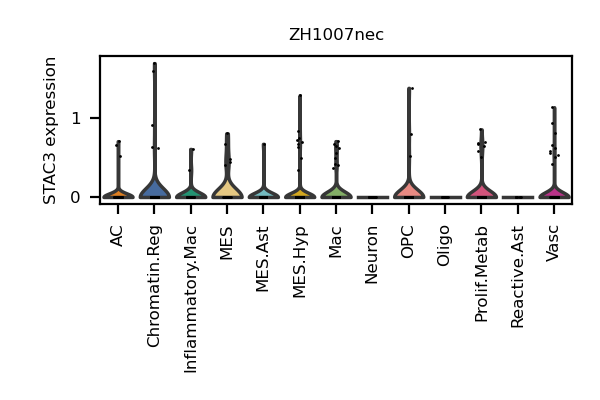 ZH1007nec
STAC3 expression
1
0
AC
Chromatin.Reg
Inflammatory.Mac
MES
MES.Ast
MES.Hyp
Mac
Neuron
OPC
Oligo
Prolif.Metab
Reactive.Ast
Vasc